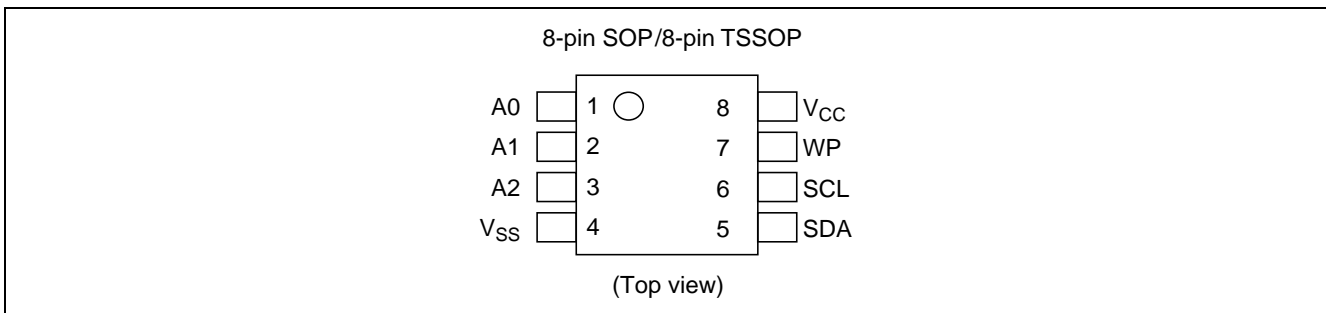 8-pin SOP/8-pin TSSOP
A0 1 8 VCC
A1 2 7 WP
A2 3 6 SCL
VSS 4 5 SDA
(Top view)